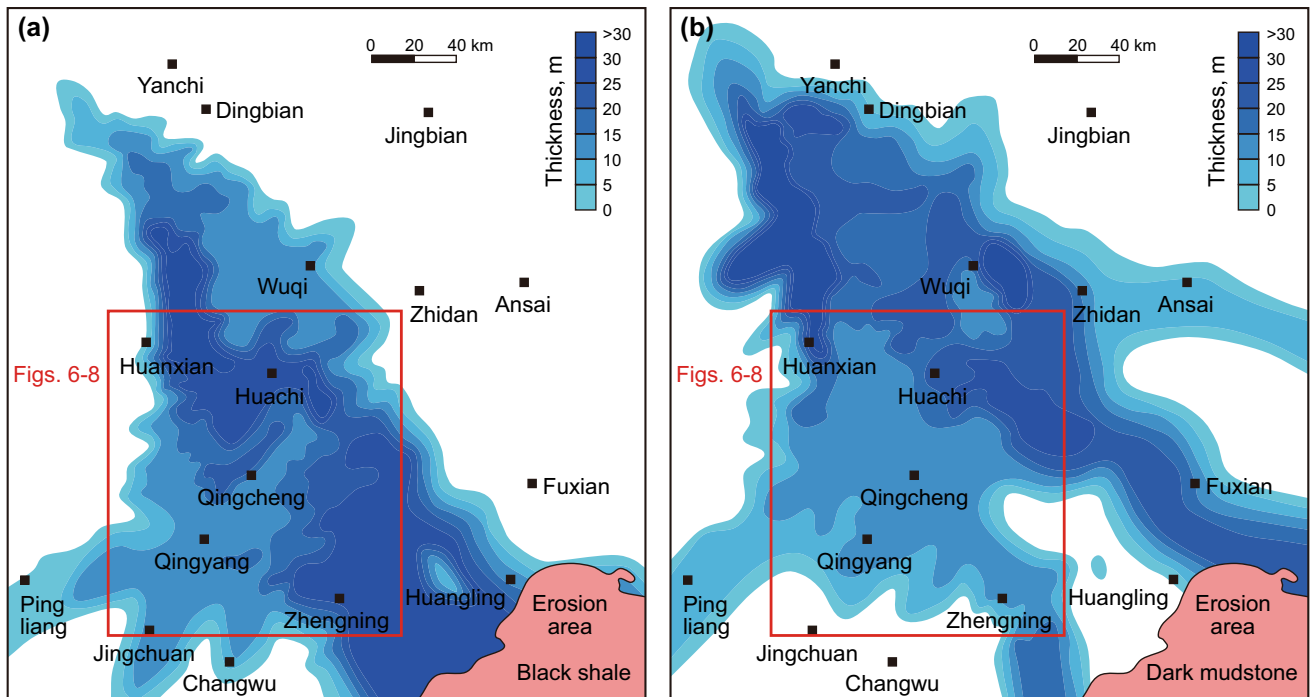 (a)
0 20 40 km
Thickness, m
>30
30
25
20
15
10
5
0
Yanchi
Dingbian
Jingbian
Wuqi
Zhidan
Ansai
Huanxian
Figs. 6-8
Huachi
Qingcheng
Fuxian
Qingyang
Ping
liang
Huangling
Zhengning
Erosion
area
Jingchuan
Changwu
Black shale
(b)
0 20 40 km
Thickness, m
>30
30
25
20
15
10
5
0
Yanchi
Dingbian
Jingbian
Wuqi
Zhidan
Ansai
Huanxian
Figs. 6-8
Huachi
Qingcheng
Fuxian
Qingyang
Ping
liang
Huangling
Zhengning
Erosion
area
Jingchuan
Changwu
Dark mudstone